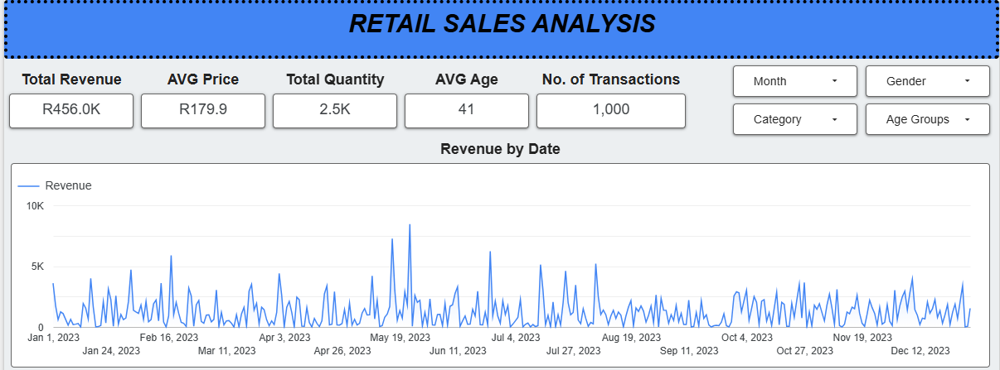 RETAIL SALES ANALYSIS
Total Revenue AVG Price Total Quantity AVG Age No. of Transactions
R456.0K R179.9 2.5K 41 1,000
Month Gender
Category Age Groups
Revenue by Date
Revenue
10K
5K
0
Jan 1, 2023 Feb 16, 2023 Apr 3, 2023 May 19, 2023 Jul 4, 2023 Aug 19, 2023 Oct 4, 2023 Nov 19, 2023
Jan 24, 2023 Mar 11, 2023 Apr 26, 2023 Jun 11, 2023 Jul 27, 2023 Sep 11, 2023 Oct 27, 2023 Dec 12, 2023